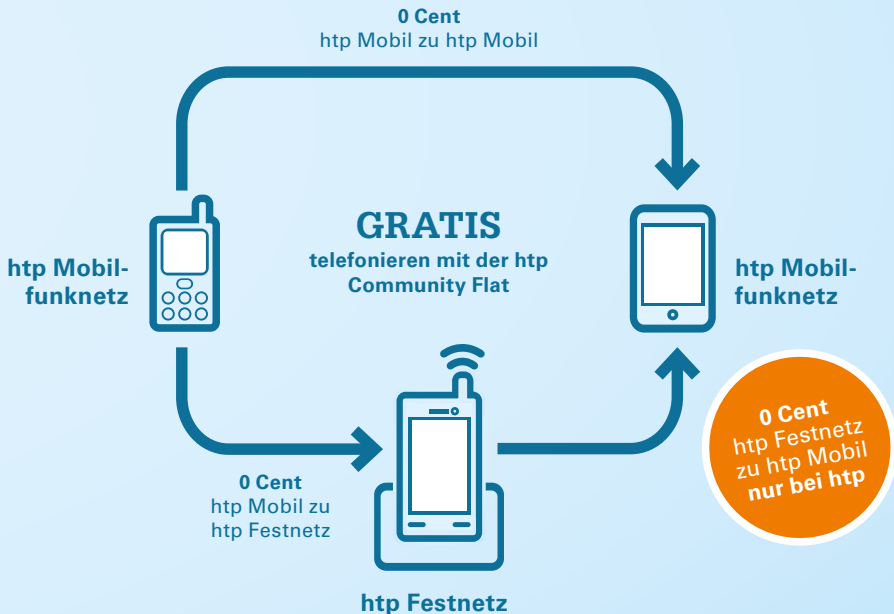 0 Cent
htp Mobil zu htp Mobil
GRATIS
telefonieren mit der htp
Community Flat
htp Mobil-
funknetz
htp Mobil-
funknetz
0 Cent
htp Festnetz
zu htp Mobil
nur bei htp
0 Cent
htp Mobil zu
htp Festnetz
htp Festnetz